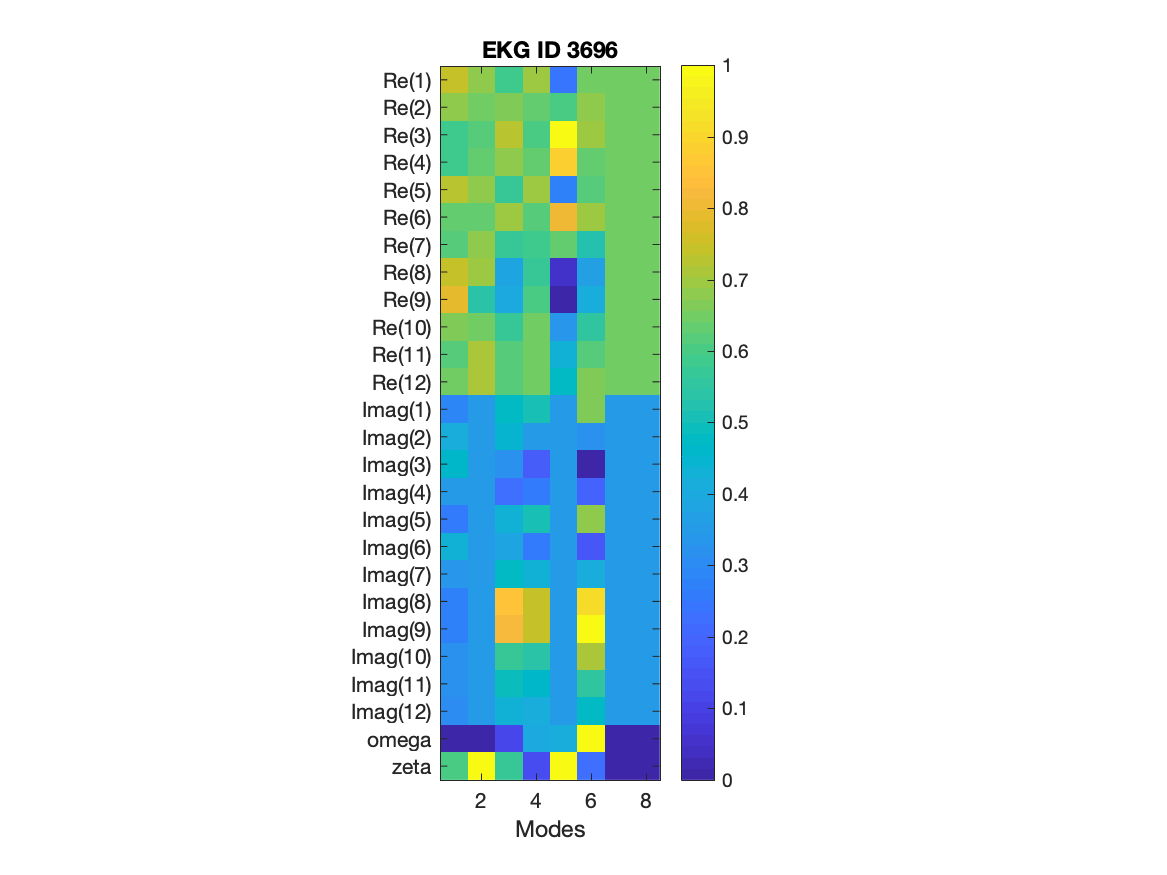 EKG ID 3696
Re(1)
Re(2)
Re(3)
Re(4)
Re(5)
Re(6)
Re(7)
Re(8)
Re(9)
Re(10)
Re(11)
Re(12)
Imag(1)
Imag(2)
Imag(3)
Imag(4)
Imag(5)
Imag(6)
Imag(7)
Imag(8)
Imag(9)
Imag(10)
Imag(11)
Imag(12)
omega
zeta
2 4 6 8
Modes
1
0.9
0.8
0.7
0.6
0.5
0.4
0.3
0.2
0.1
0